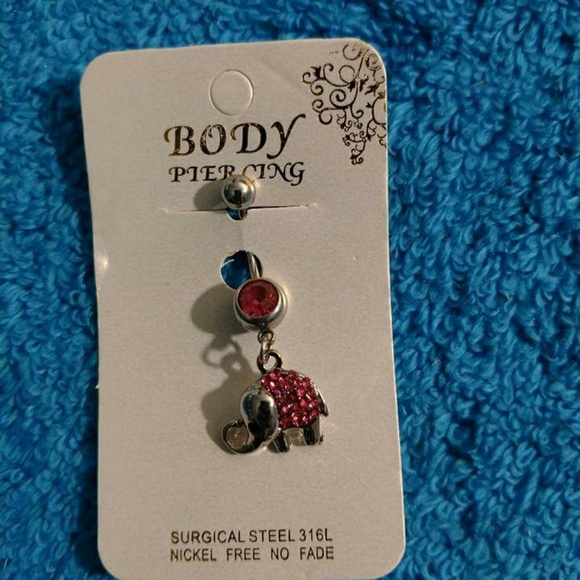 BODY
PIERCING
SURGICAL STEEL 316L
NICKEL FREE NO FADE